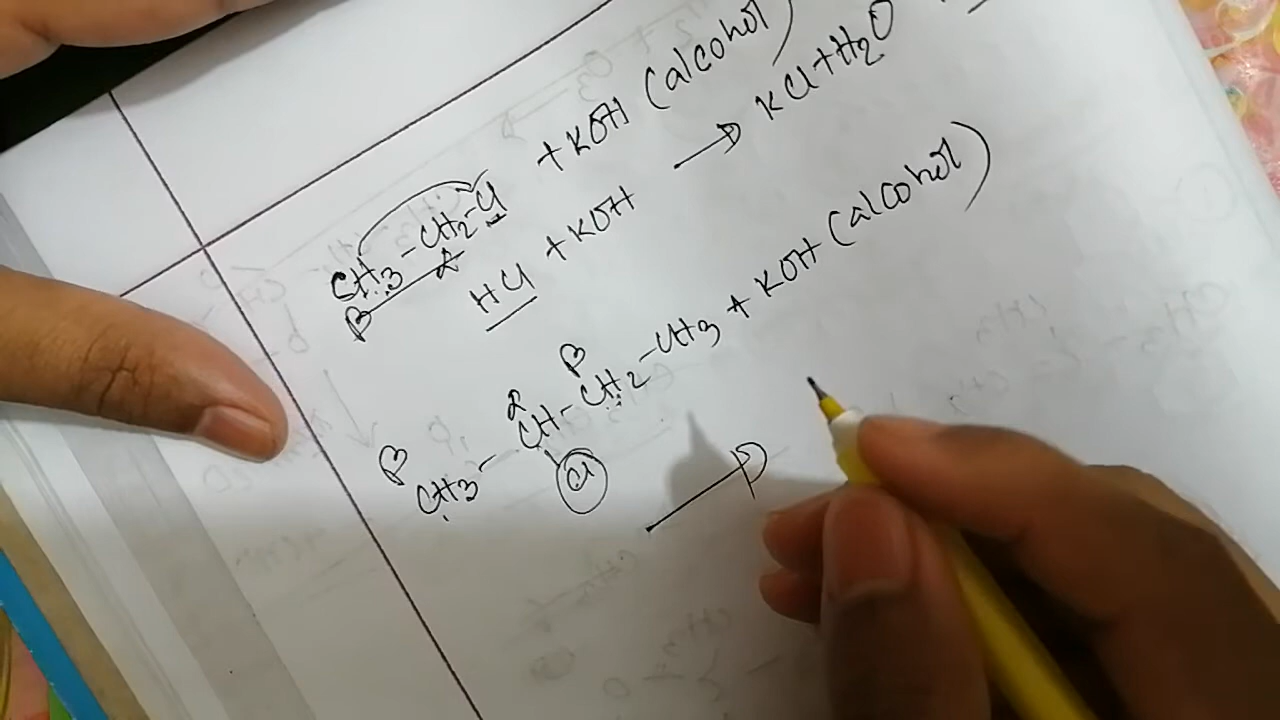 CH3-CH2-Cl + KOH (alcohol)
β α
HCl + KOH → KCl + H2O
β α β
CH3-CH-CH2-CH3 + KOH (alcohol)
Cl →